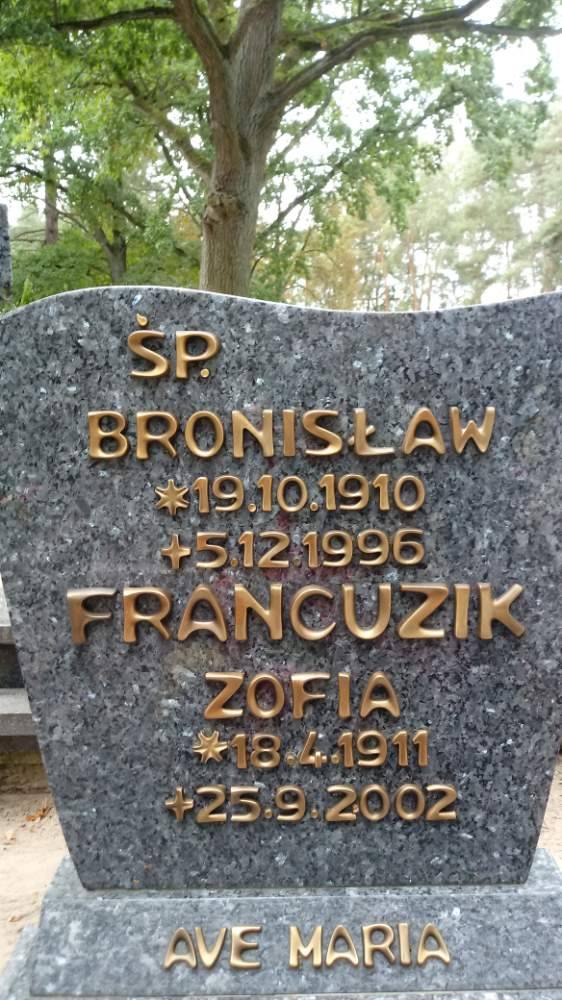 ŚP.
BRONISŁAW
*19.10.1910
+5.12.1996
FRANCUZIK
ZOFIA
*18.4.1911
+25.9.2002
AVE MARIA